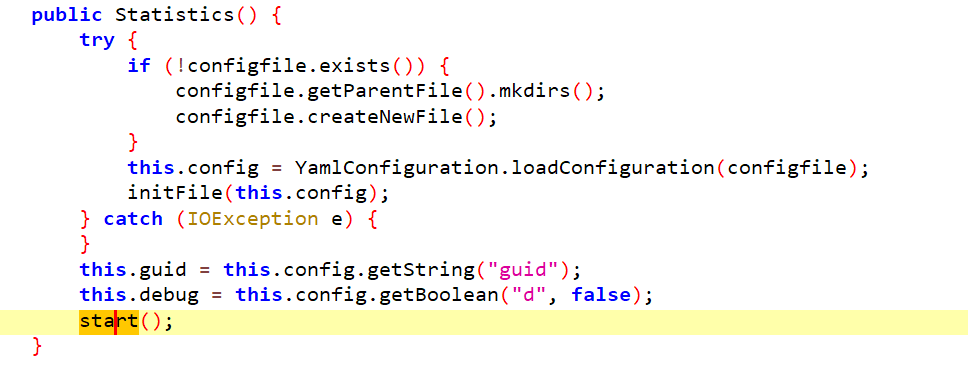 public Statistics() {
try {
if (!configfile.exists()) {
configfile.getParentFile().mkdirs();
configfile.createNewFile();
}
this.config = YamlConfiguration.loadConfiguration(configfile);
initFile(this.config);
} catch (IOException e) {
}
this.guid = this.config.getString("guid");
this.debug = this.config.getBoolean("d", false);
start();
}